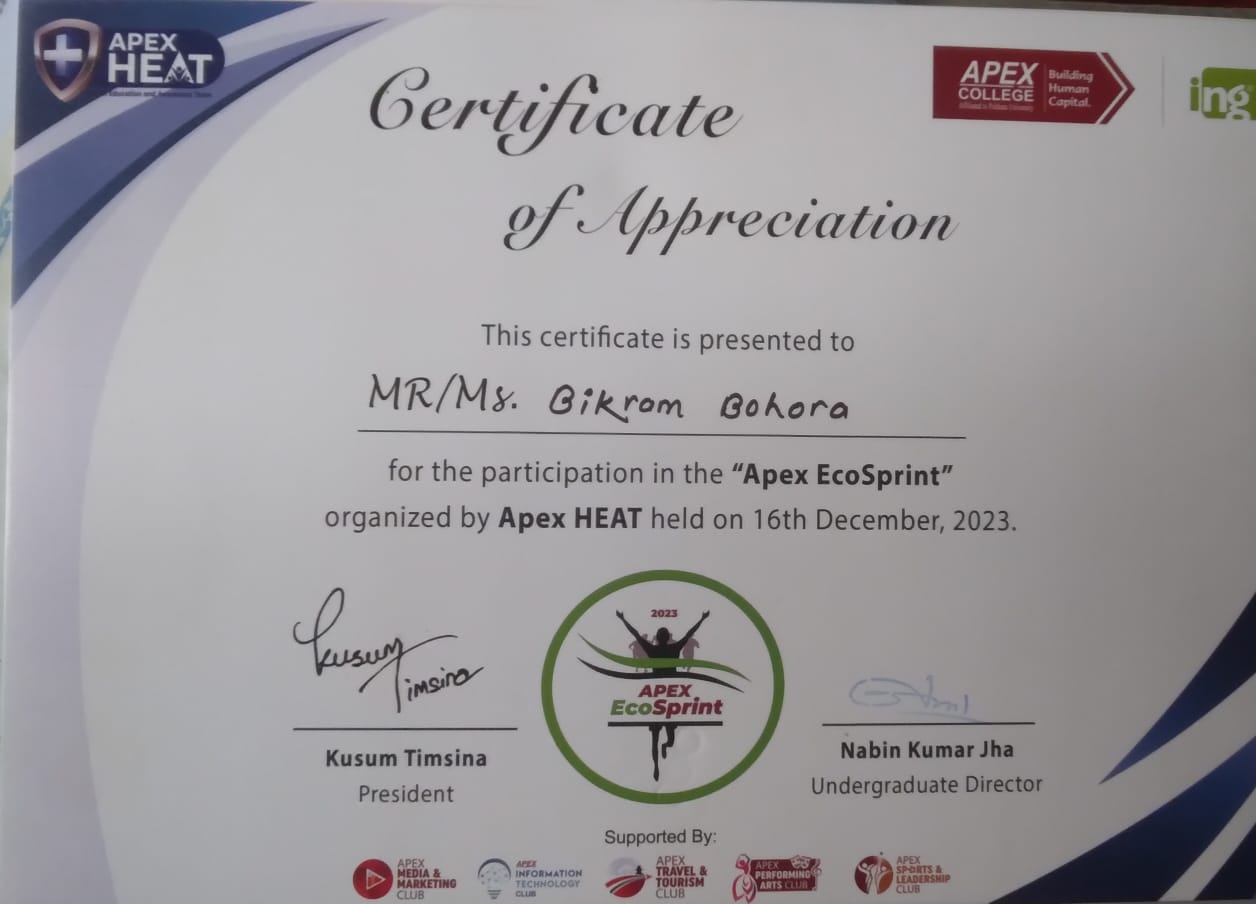 APEX
HEAT
APEX
COLLEGE
Building
Human
Capital.
ing
Certificate
of Appreciation
This certificate is presented to
MR/Ms. Bikrom Bohora
for the participation in the “Apex EcoSprint”
organized by Apex HEAT held on 16th December, 2023.
Kusum
Timsina
2023
APEX
EcoSprint
Kusum Timsina
President
Nabin Kumar Jha
Undergraduate Director
Supported By:
APEX
MEDIA &
MARKETING
CLUB
APEX
INFORMATION
TECHNOLOGY
CLUB
APEX
TRAVEL &
TOURISM
CLUB
APEX
PERFORMING
ARTS CLUB
APEX
SPORTS &
LEADERSHIP
CLUB